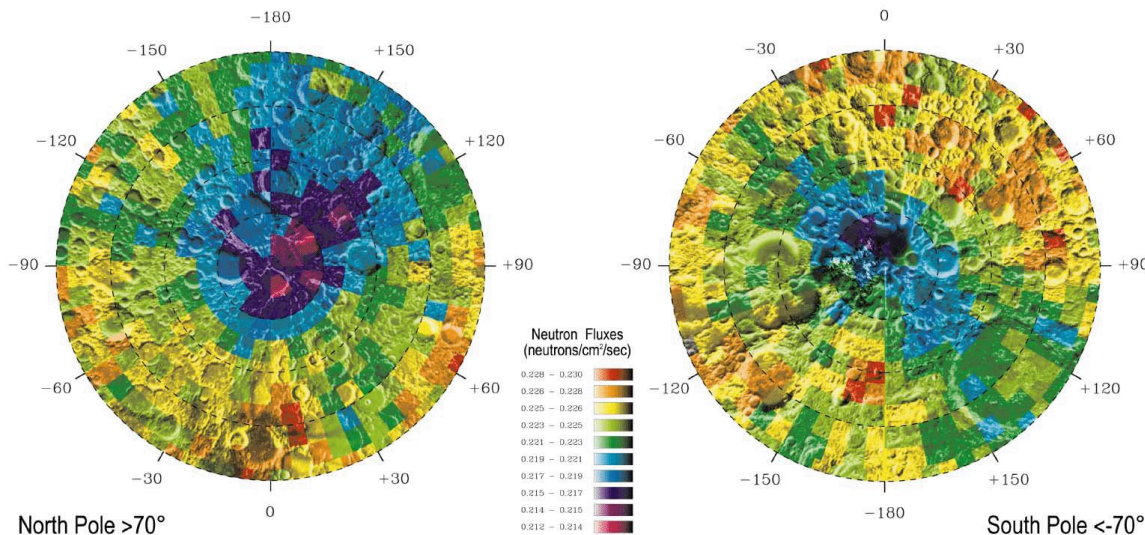 -180
-150
+150
-120
+120
-90
+90
-60
+60
-30
+30
0
North Pole >70°
Neutron Fluxes
(neutrons/cm²/sec)
0.228 – 0.230
0.226 – 0.228
0.225 – 0.226
0.223 – 0.225
0.221 – 0.223
0.219 – 0.221
0.217 – 0.219
0.215 – 0.217
0.214 – 0.215
0.212 – 0.214
0
-30
+30
-60
+60
-90
+90
-120
+120
-150
+150
-180
South Pole <-70°